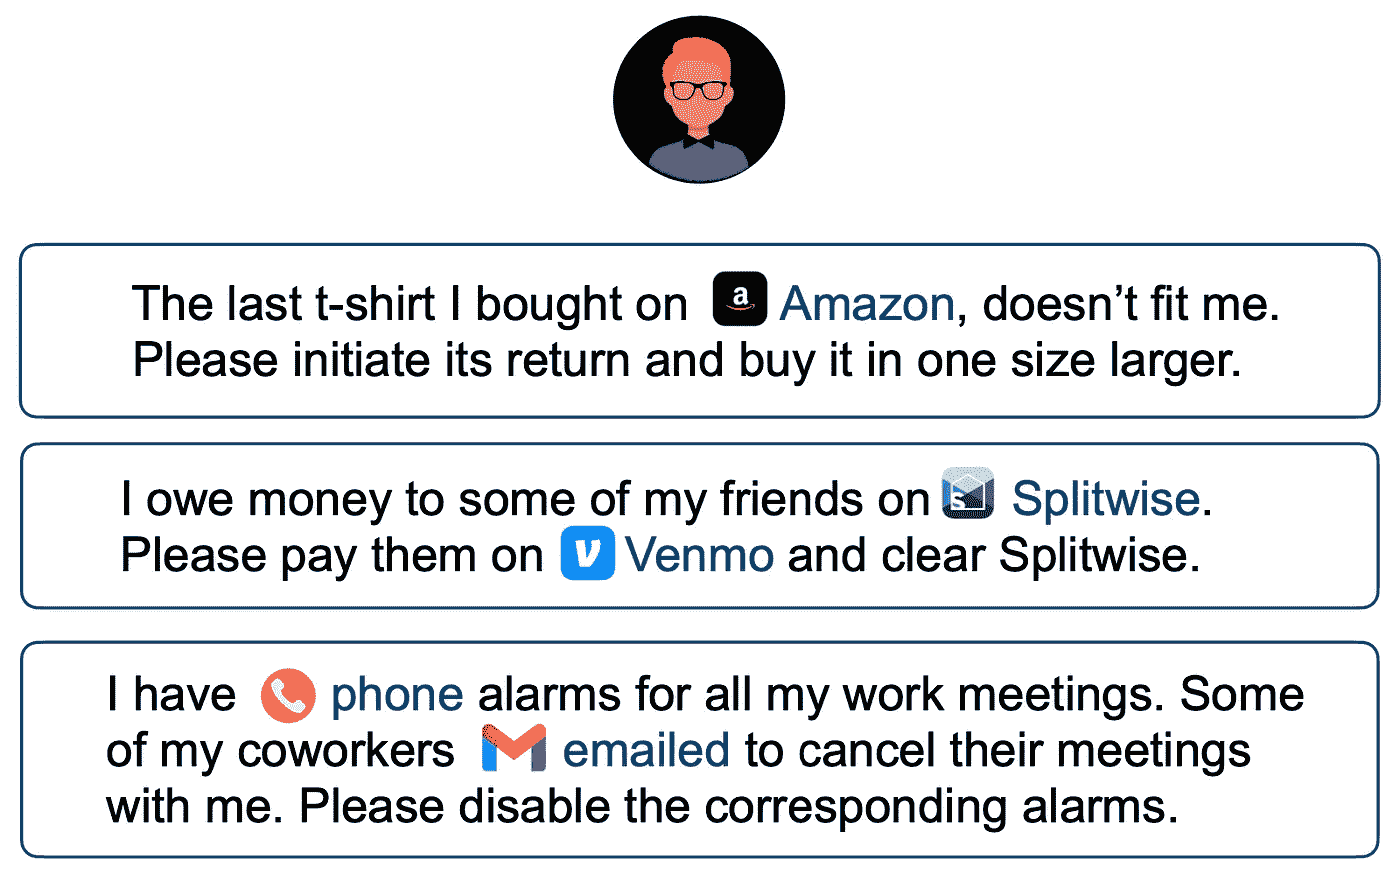 The last t-shirt I bought on a Amazon, doesn’t fit me.
Please initiate its return and buy it in one size larger.
I owe money to some of my friends on S Splitwise.
Please pay them on V Venmo and clear Splitwise.
I have phone alarms for all my work meetings. Some
of my coworkers M emailed to cancel their meetings
with me. Please disable the corresponding alarms.